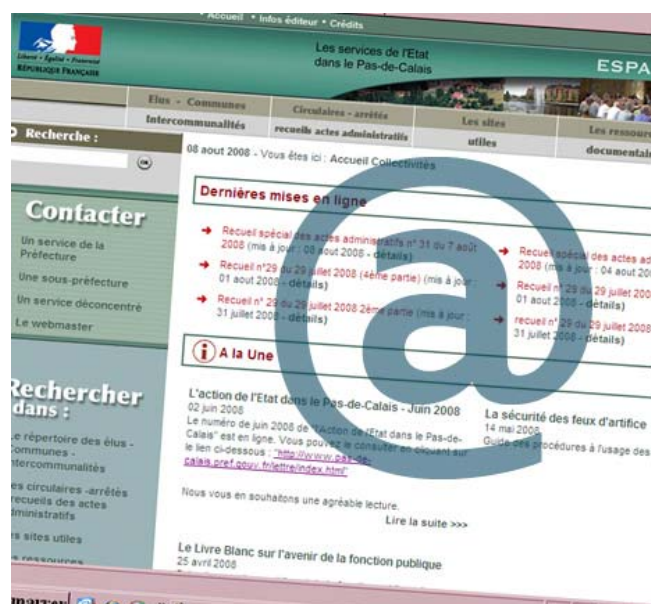 • Accueil • Infos éditeur • Crédits
Liberté • Égalité • Fraternité
RÉPUBLIQUE FRANÇAISE
Les services de l'Etat
dans le Pas-de-Calais
ESPA
Elus - Communes
Intercommunalités
Circulaires - arrêtés
recueils actes administratifs
Les sites
utiles
Les ressour
documentair
Recherche :
OK
08 aout 2008 - Vous êtes ici : Accueil Collectivités
Contacter
Un service de la
Préfecture
Une sous-préfecture
Un service déconcentré
Le webmaster
Rechercher
dans :
e répertoire des élus -
ommunes -
ntercommunalités
es circulaires -arrêtés
recueils des actes
dministratifs
s sites utiles
s ressources
Dernières mises en ligne
Recueil spécial des actes administratifs n° 31 du 7 août
2008 (mis à jour : 08 aout 2008 - détails)
Recueil n°29 du 29 juillet 2008 (4ème partie) (mis à jour :
01 aout 2008 - détails)
Recueil n° 29 du 29 juillet 2008 2ème partie (mis à jour :
31 juillet 2008 - détails)
Recueil spécial des actes ad
2008 (mis à jour : 04 aout 20
Recueil n° 29 du 29 juillet 200
01 aout 2008 - détails)
recueil n° 29 du 29 juillet 2008
31 juillet 2008 - détails)
A la Une
L'action de l'Etat dans le Pas-de-Calais - Juin 2008
02 juin 2008
Le numéro de juin 2008 de "l'Action de l'Etat dans le Pas-de-
Calais" est en ligne. Vous pouvez le consulter en cliquant sur
le lien ci-dessous : "http://www.pas-de-
calais.pref.gouv.fr/lettre/index.html"
Nous vous en souhaitons une agréable lecture.
Lire la suite >>>
La sécurité des feux d'artifice
14 mai 2008
Guide des procédures à l'usage des
Le Livre Blanc sur l'avenir de la fonction publique
25 avril 2008
@